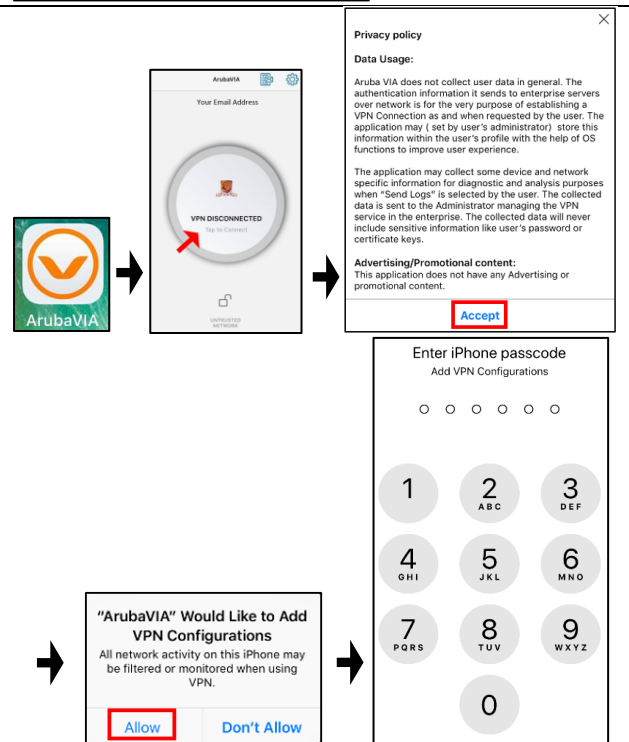 Privacy policy
Data Usage:
Aruba VIA does not collect user data in general. The
authentication information it sends to enterprise servers
over network is for the very purpose of establishing a
VPN Connection as and when requested by the user. The
application may ( set by user's administrator) store this
information within the user's profile with the help of OS
functions to improve user experience.
The application may collect some device and network
specific information for diagnostic and analysis purposes
when "Send Logs" is selected by the user. The collected
data is sent to the Administrator managing the VPN
service in the enterprise. The collected data will never
include sensitive information like user's password or
certificate keys.
Advertising/Promotional content:
This application does not have any Advertising or
promotional content.
Accept
ArubaVIA
Your Email Address
VPN DISCONNECTED
Tap to Connect
UNTRUSTED
NETWORK
ArubaVIA
Enter iPhone passcode
Add VPN Configurations
1
2
ABC
3
DEF
4
GHI
5
JKL
6
MNO
7
PQRS
8
TUV
9
WXYZ
0
"ArubaVIA" Would Like to Add
VPN Configurations
All network activity on this iPhone may
be filtered or monitored when using
VPN.
Allow
Don't Allow